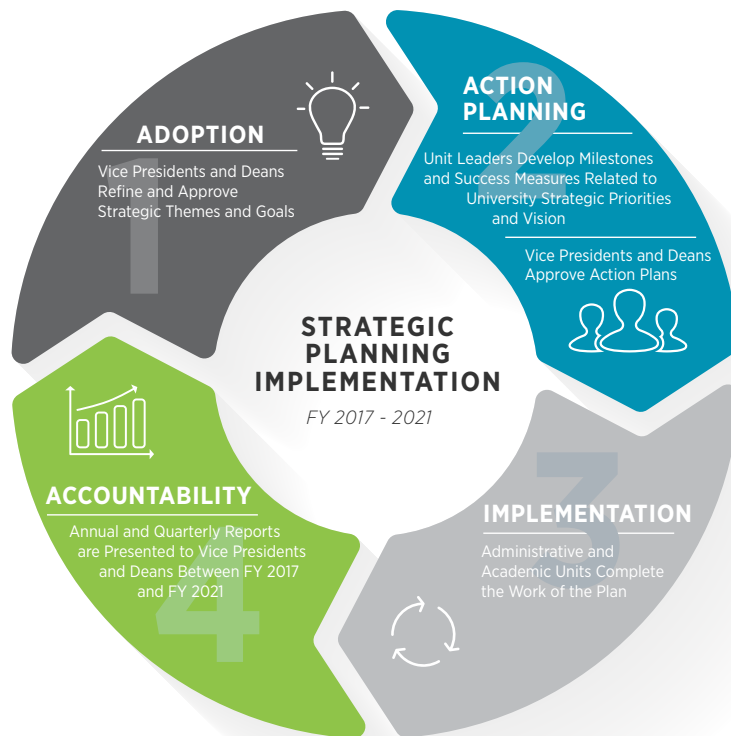 STRATEGIC
PLANNING
IMPLEMENTATION
FY 2017 - 2021
1
ADOPTION
Vice Presidents and Deans
Refine and Approve
Strategic Themes and Goals
2
ACTION
PLANNING
Unit Leaders Develop Milestones
and Success Measures Related to
University Strategic Priorities
and Vision
Vice Presidents and Deans
Approve Action Plans
3
IMPLEMENTATION
Administrative and
Academic Units Complete
the Work of the Plan
4
ACCOUNTABILITY
Annual and Quarterly Reports
are Presented to Vice Presidents
and Deans Between FY 2017
and FY 2021